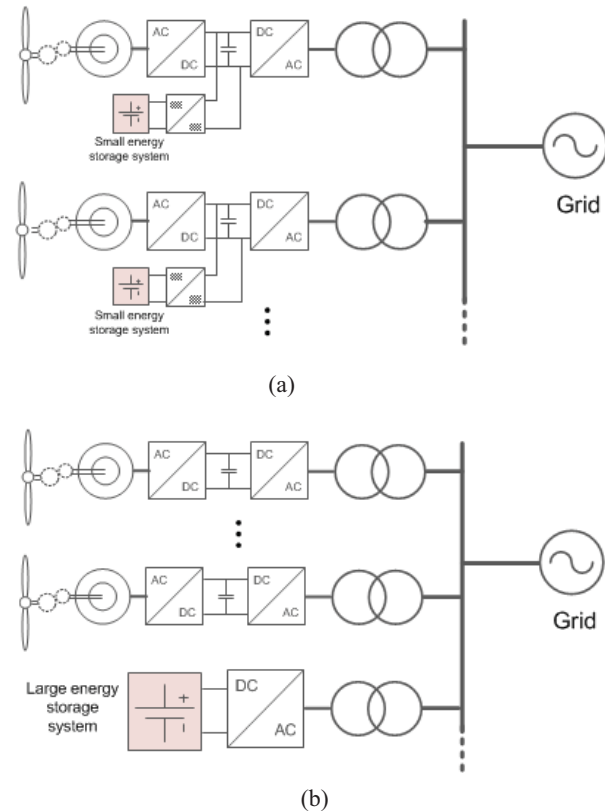 AC
DC
DC
AC
Small energy
storage system
Grid
AC
DC
DC
AC
Small energy
storage system
(a)
AC
DC
DC
AC
AC
DC
DC
AC
Grid
Large energy
storage
system
DC
AC
(b)